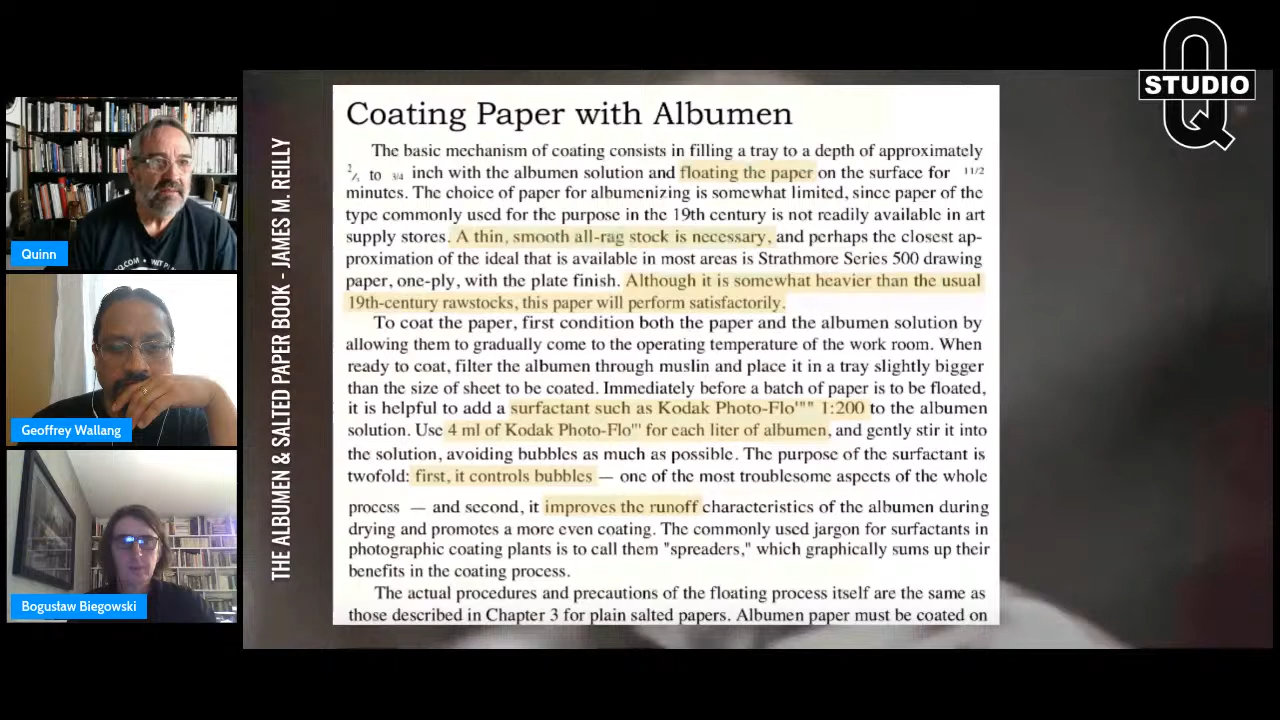 STUDIO
Q
Quinn
Geoffrey Wallang
Bogusław Biegowski
THE ALBUMEN & SALTED PAPER BOOK - JAMES M. REILLY
Coating Paper with Albumen
The basic mechanism of coating consists in filling a tray to a depth of approximately
to 3/4 inch with the albumen solution and floating the paper on the surface for 11/2
minutes. The choice of paper for albumenizing is somewhat limited, since paper of the
type commonly used for the purpose in the 19th century is not readily available in art
supply stores. A thin, smooth all-rag stock is necessary, and perhaps the closest ap-
proximation of the ideal that is available in most areas is Strathmore Series 500 drawing
paper, one-ply, with the plate finish. Although it is somewhat heavier than the usual
19th-century rawstocks, this paper will perform satisfactorily.
To coat the paper, first condition both the paper and the albumen solution by
allowing them to gradually come to the operating temperature of the work room. When
ready to coat, filter the albumen through muslin and place it in a tray slightly bigger
than the size of sheet to be coated. Immediately before a batch of paper is to be floated,
it is helpful to add a surfactant such as Kodak Photo-Flo'"" 1:200 to the albumen
solution. Use 4 ml of Kodak Photo-Flo"' for each liter of albumen, and gently stir it into
the solution, avoiding bubbles as much as possible. The purpose of the surfactant is
twofold: first, it controls bubbles — one of the most troublesome aspects of the whole
process — and second, it improves the runoff characteristics of the albumen during
drying and promotes a more even coating. The commonly used jargon for surfactants in
photographic coating plants is to call them "spreaders," which graphically sums up their
benefits in the coating process.
The actual procedures and precautions of the floating process itself are the same as
those described in Chapter 3 for plain salted papers. Albumen paper must be coated on